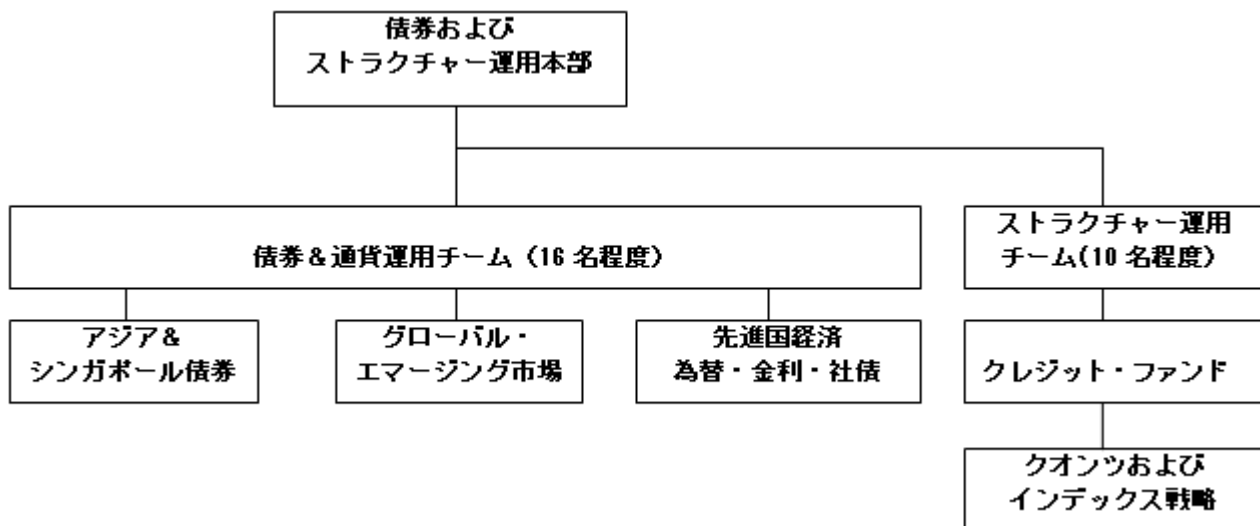 債券および
ストラクチャー運用本部
債券＆通貨運用チーム（16 名程度）
ストラクチャー運用
チーム(10 名程度）
アジア＆
シンガポール債券
グローバル・
エマージング市場
先進国経済
為替・金利・社債
クレジット・ファンド
クオンツおよび
インデックス戦略